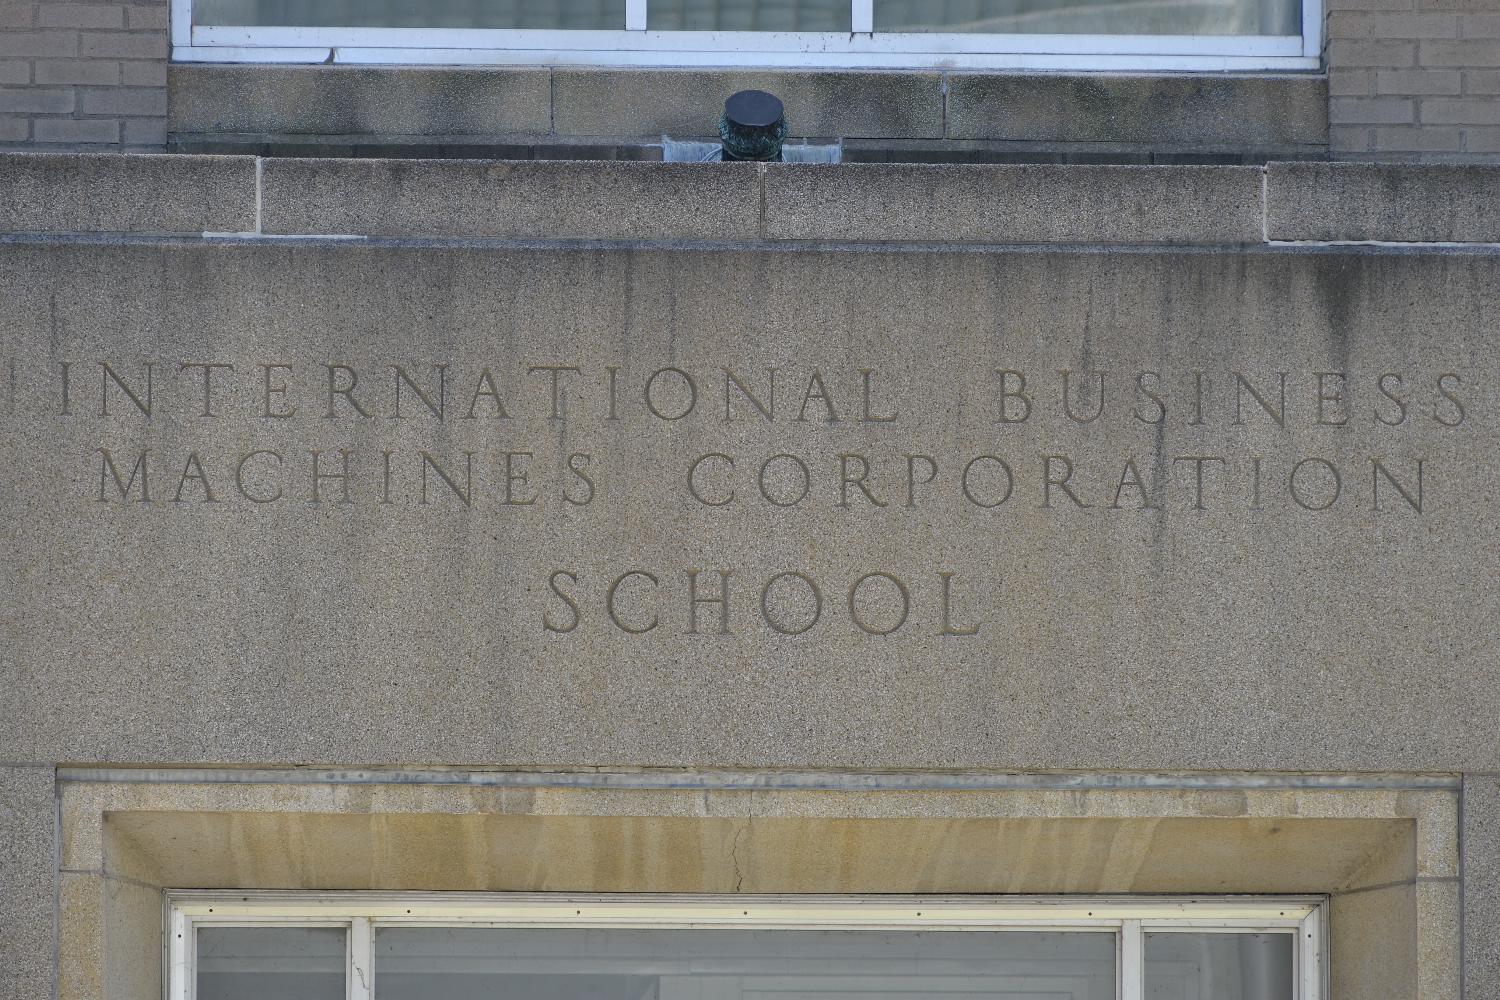 INTERNATIONAL BUSINESS
MACHINES CORPORATION
SCHOOL